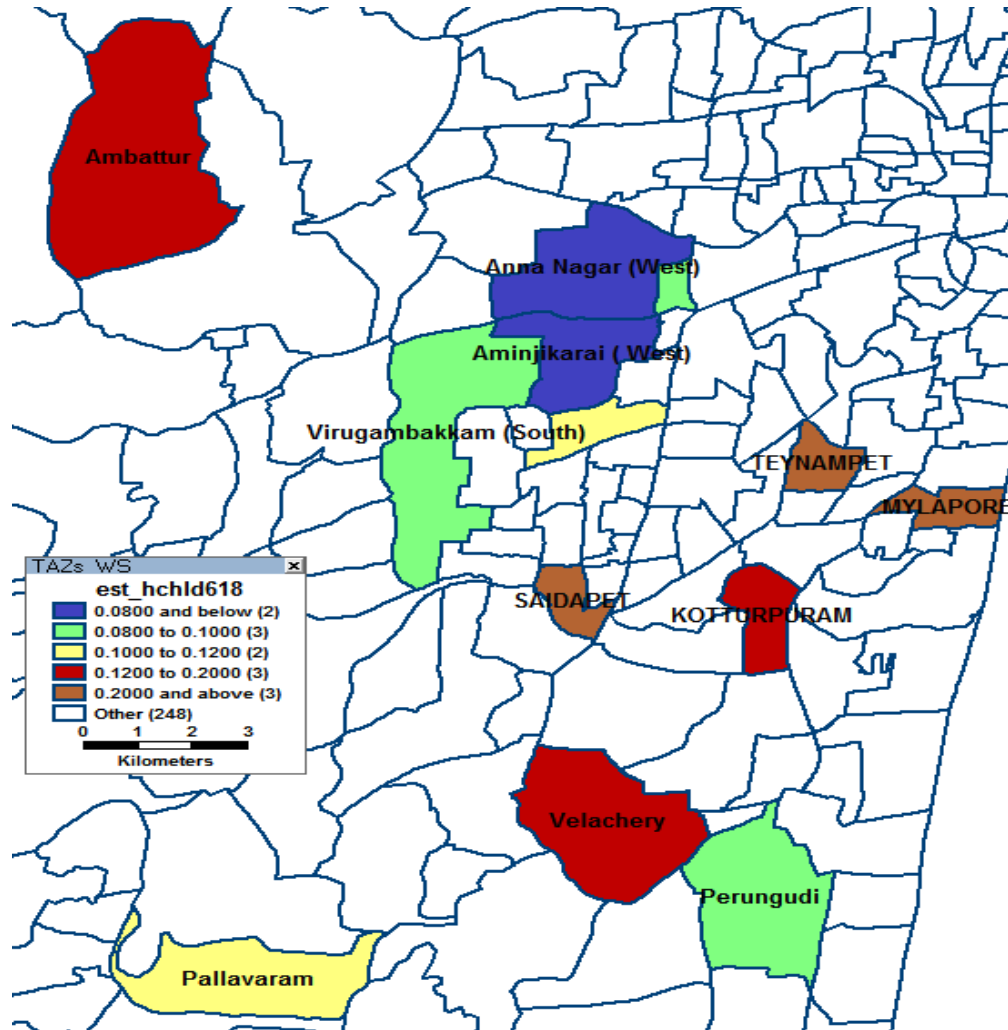 Ambattur
Anna Nagar (West)
Aminjikarai ( West)
Virugambakkam (South)
TEYNAMPET
MYLAPORE
TAZs WS
x
est_hchld618
0.0800 and below (2)
0.0800 to 0.1000 (3)
0.1000 to 0.1200 (2)
0.1200 to 0.2000 (3)
0.2000 and above (3)
Other (248)
0 1 2 3
Kilometers
SAIDAPET
KOTTURPURAM
Velachery
Perungudi
Pallavaram